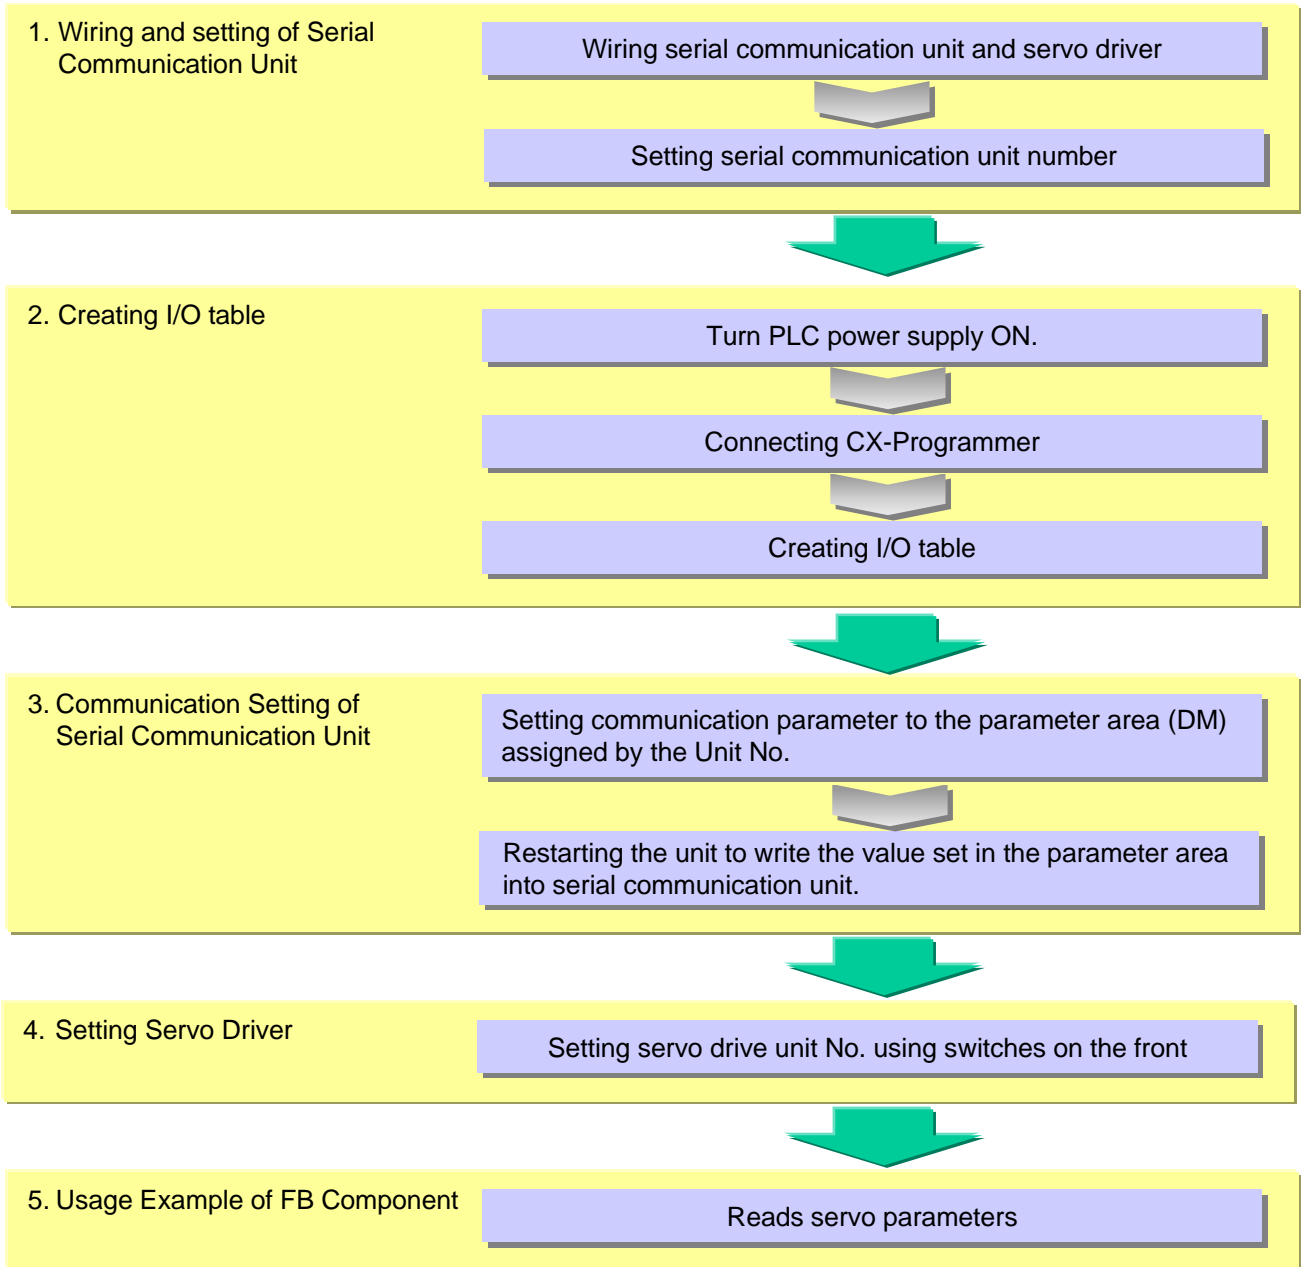 1. Wiring and setting of Serial
Communication Unit
Wiring serial communication unit and servo driver
Setting serial communication unit number
2. Creating I/O table
Turn PLC power supply ON.
Connecting CX-Programmer
Creating I/O table
3. Communication Setting of
Serial Communication Unit
Setting communication parameter to the parameter area (DM)
assigned by the Unit No.
Restarting the unit to write the value set in the parameter area
into serial communication unit.
4. Setting Servo Driver
Setting servo drive unit No. using switches on the front
5. Usage Example of FB Component
Reads servo parameters